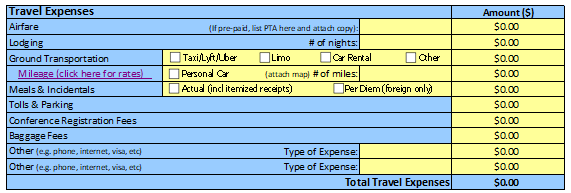 Travel Expenses Amount ($)
Airfare (If pre-paid, list PTA here and attach copy): $0.00
Lodging # of nights: $0.00
Ground Transportation Taxi/Lyft/Uber Limo Car Rental Other $0.00
Mileage (click here for rates) Personal Car (attach map) # of miles: $0.00
Meals & Incidentals Actual (incl itemized receipts) Per Diem (foreign only) $0.00
Tolls & Parking $0.00
Conference Registration Fees $0.00
Baggage Fees $0.00
Other (e.g. phone, internet, visa, etc) Type of Expense: $0.00
Other (e.g. phone, internet, visa, etc) Type of Expense: $0.00
Total Travel Expenses $0.00